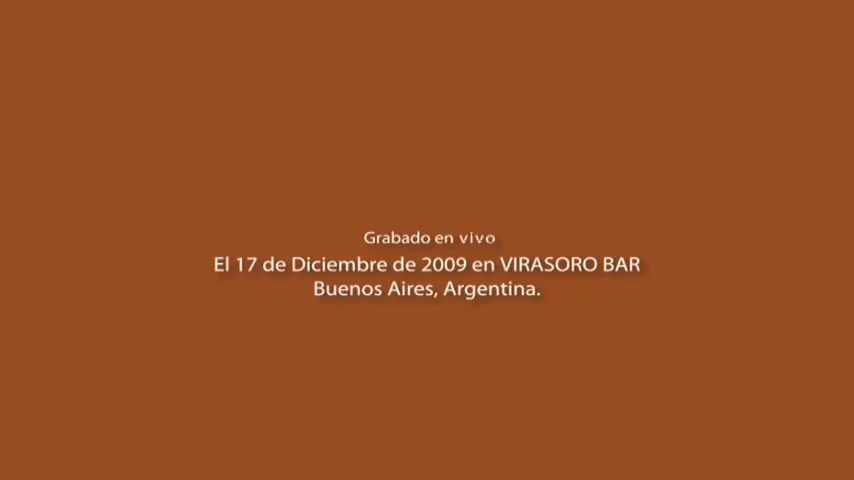 Grabado en vivo
El 17 de Diciembre de 2009 en VIRASORO BAR
Buenos Aires, Argentina.